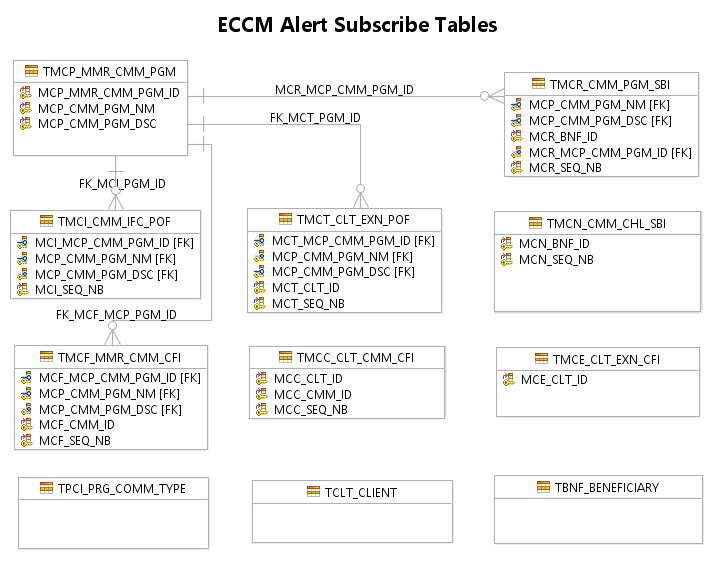 ECCM Alert Subscribe Tables
TMCP_MMR_CMM_PGM
MCP_MMR_CMM_PGM_ID
MCP_CMM_PGM_NM
MCP_CMM_PGM_DSC
MCR_MCP_CMM_PGM_ID
FK_MCT_PGM_ID
TMCR_CMM_PGM_SBI
MCP_CMM_PGM_NM [FK]
MCP_CMM_PGM_DSC [FK]
MCR_BNF_ID
MCR_MCP_CMM_PGM_ID [FK]
MCR_SEQ_NB
FK_MCI_PGM_ID
TMCI_CMM_IFC_POF
MCI_MCP_CMM_PGM_ID [FK]
MCP_CMM_PGM_NM [FK]
MCP_CMM_PGM_DSC [FK]
MCI_SEQ_NB
TMCT_CLT_EXN_POF
MCT_MCP_CMM_PGM_ID [FK]
MCP_CMM_PGM_NM [FK]
MCP_CMM_PGM_DSC [FK]
MCT_CLT_ID
MCT_SEQ_NB
TMCN_CMM_CHL_SBI
MCN_BNF_ID
MCN_SEQ_NB
FK_MCF_MCP_PGM_ID
TMCF_MMR_CMM_CFI
MCF_MCP_CMM_PGM_ID [FK]
MCP_CMM_PGM_NM [FK]
MCP_CMM_PGM_DSC [FK]
MCF_CMM_ID
MCF_SEQ_NB
TMCC_CLT_CMM_CFI
MCC_CLT_ID
MCC_CMM_ID
MCC_SEQ_NB
TMCE_CLT_EXN_CFI
MCE_CLT_ID
TPCI_PRG_COMM_TYPE
TCLT_CLIENT
TBNF_BENEFICIARY